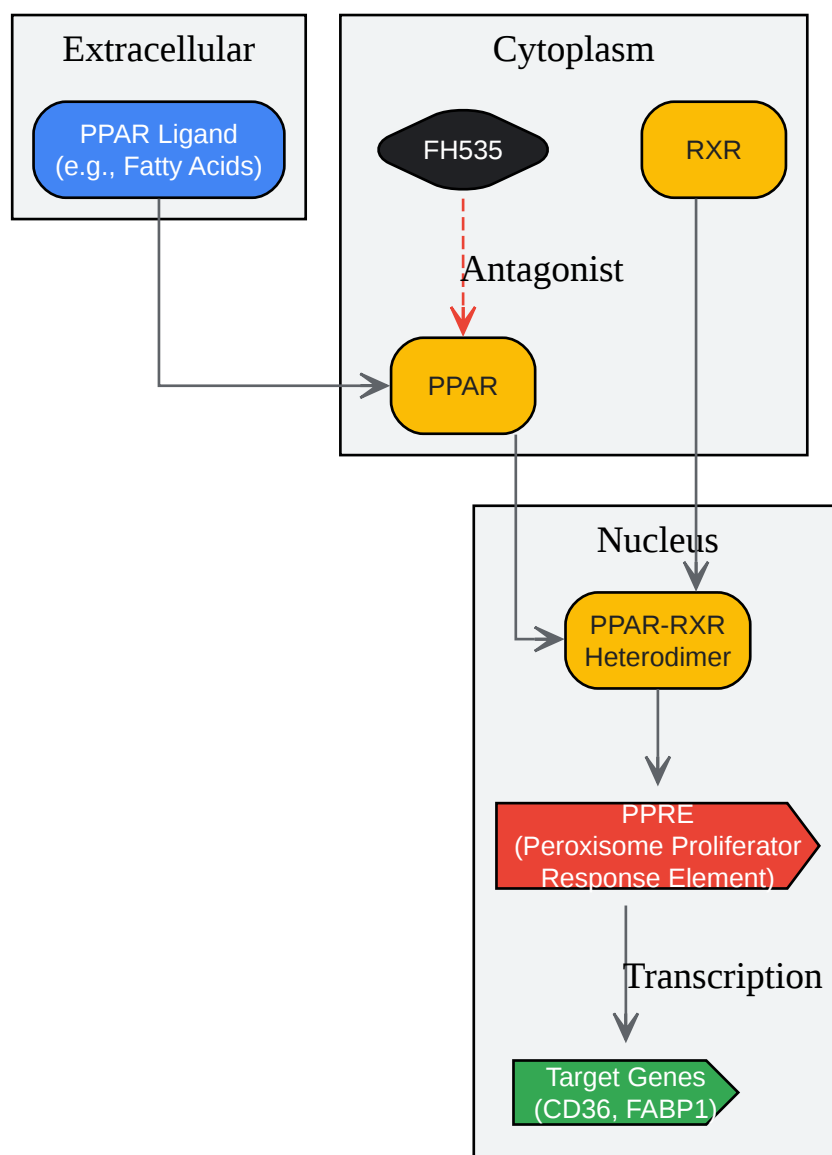 Extracellular
Cytoplasm
PPAR Ligand
(e.g., Fatty Acids)
FH535
RXR
Antagonist
PPAR
Nucleus
PPAR-RXR
Heterodimer
PPRE
(Peroxisome Proliferator
Response Element)
Transcription
Target Genes
(CD36, FABP1)